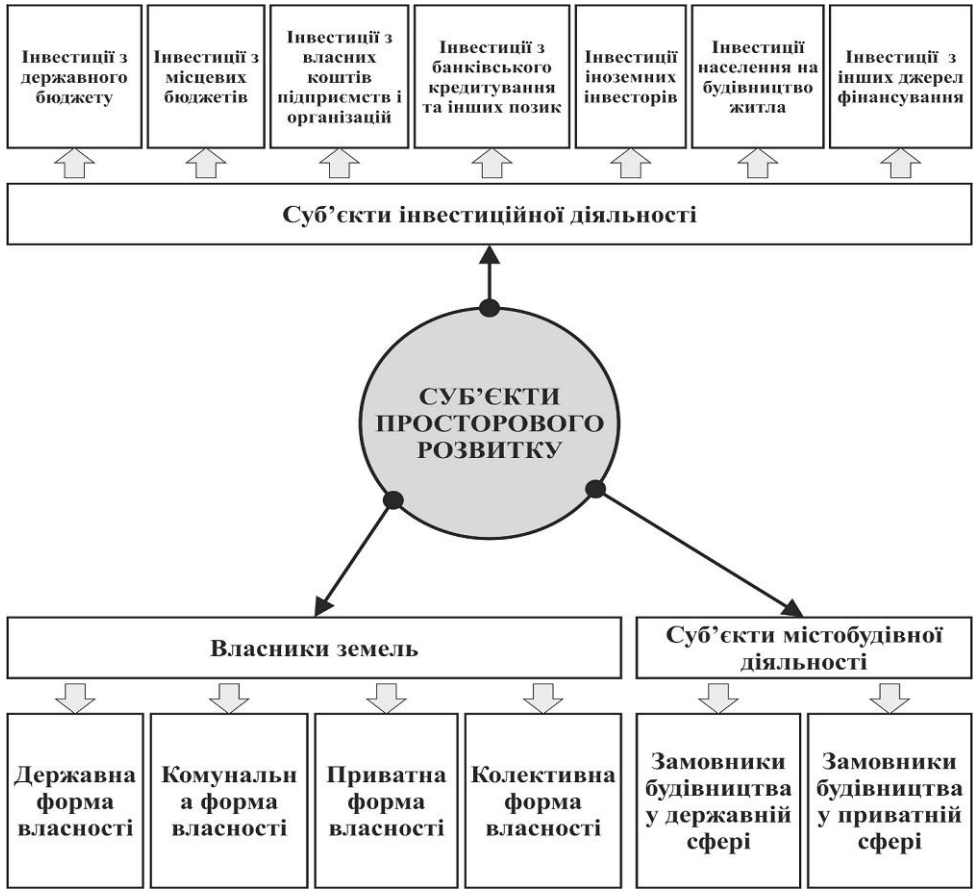 Інвестиції з
державного
бюджету
Інвестиції з
місцевих
бюджетів
Інвестиції з
власних
коштів
підприємств і
організацій
Інвестиції з
банківського
кредитування
та інших позик
Інвестиції
іноземних
інвесторів
Інвестиції
населення на
будівництво
житла
Інвестиції з
інших джерел
фінансування
Суб’єкти інвестиційної діяльності
СУБ’ЄКТИ
ПРОСТОРОВОГО
РОЗВИТКУ
Власники земель
Суб’єкти містобудівної
діяльності
Державна
форма
власності
Комунальн
а форма
власності
Приватна
форма
власності
Колективна
форма
власності
Замовники
будівництва
у державній
сфері
Замовники
будівництва
у приватній
сфері